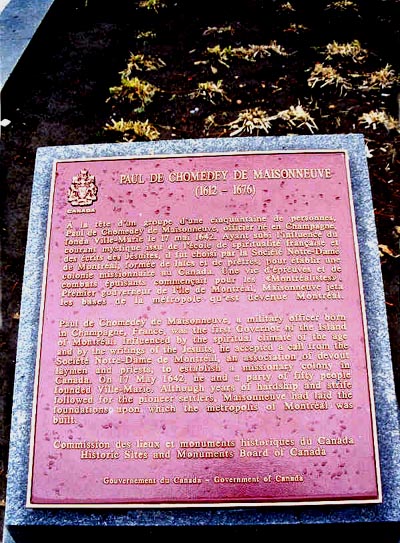 CANADA
PAUL DE CHOMEDEY DE MAISONNEUVE
(1612 - 1676)
À la tête d'un groupe d'une cinquantaine de personnes,
Paul de Chomedey de Maisonneuve, officier né en Champagne,
fonda Ville-Marie le 17 mai 1642. Ayant subi l'influence du
courant mystique issu de l'école de spiritualité française et
des écrits des Jésuites, il fut choisi par la Société Notre-Dame
de Montréal, formée de laïcs et de prêtres, pour établir une
colonie missionnaire au Canada. Une vie d'épreuves et de
combats épuisants commençait pour les «Montréalistes».
Premier gouverneur de l'île de Montréal, Maisonneuve jeta
les bases de la métropole qu'est devenue Montréal.
Paul de Chomedey de Maisonneuve, a military officer born
in Champagne, France, was the first Governor of the Island
of Montréal. Influenced by the spiritual climate of the age
and by the writings of the Jesuits, he accepted a call from the
Société Notre-Dame de Montréal, an association of devout
laymen and priests, to establish a missionary colony in
Canada. On 17 May 1642, he and a party of fifty people
founded Ville-Marie. Although years of hardship and strife
followed for the pioneer settlers, Maisonneuve had laid the
foundations upon which the metropolis of Montréal was
built.
Commission des lieux et monuments historiques du Canada
Historic Sites and Monuments Board of Canada
Gouvernement du Canada - Government of Canada